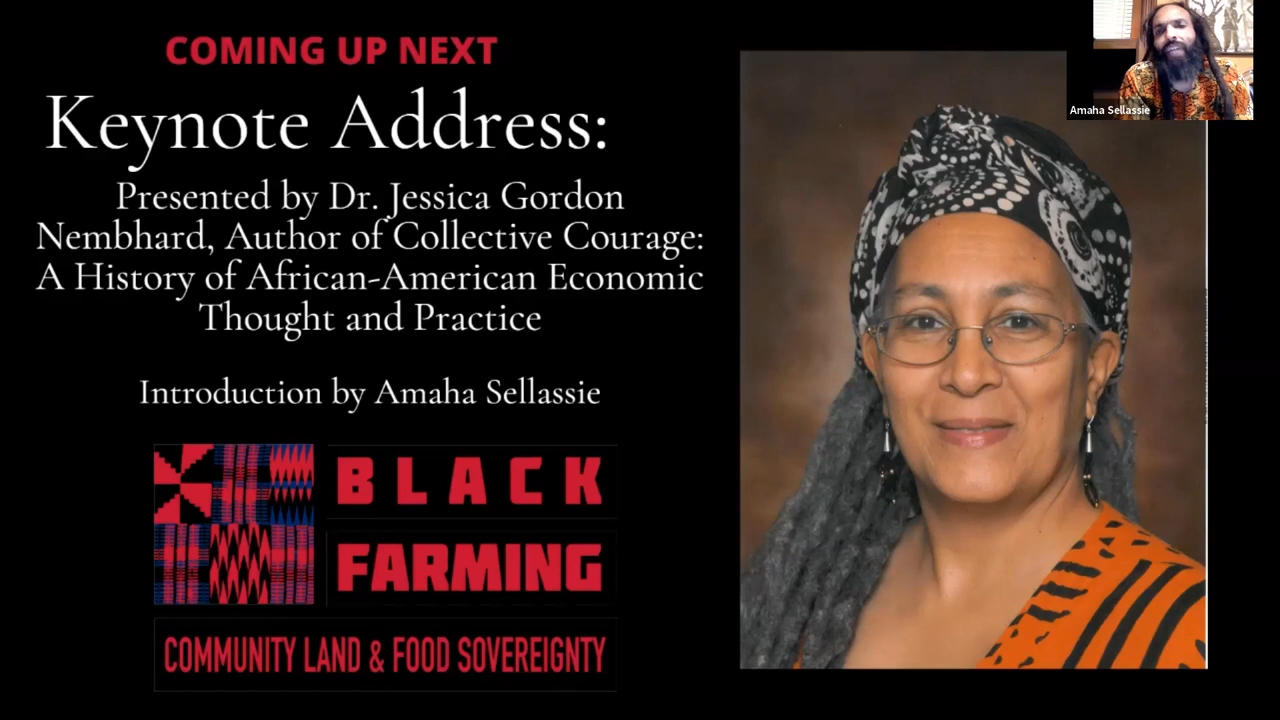 COMING UP NEXT
Keynote Address:
Presented by Dr. Jessica Gordon
Nembhard, Author of Collective Courage:
A History of African-American Economic
Thought and Practice
Introduction by Amaha Sellassie
BLACK
FARMING
COMMUNITY LAND & FOOD SOVEREIGNTY
Amaha Sellassie